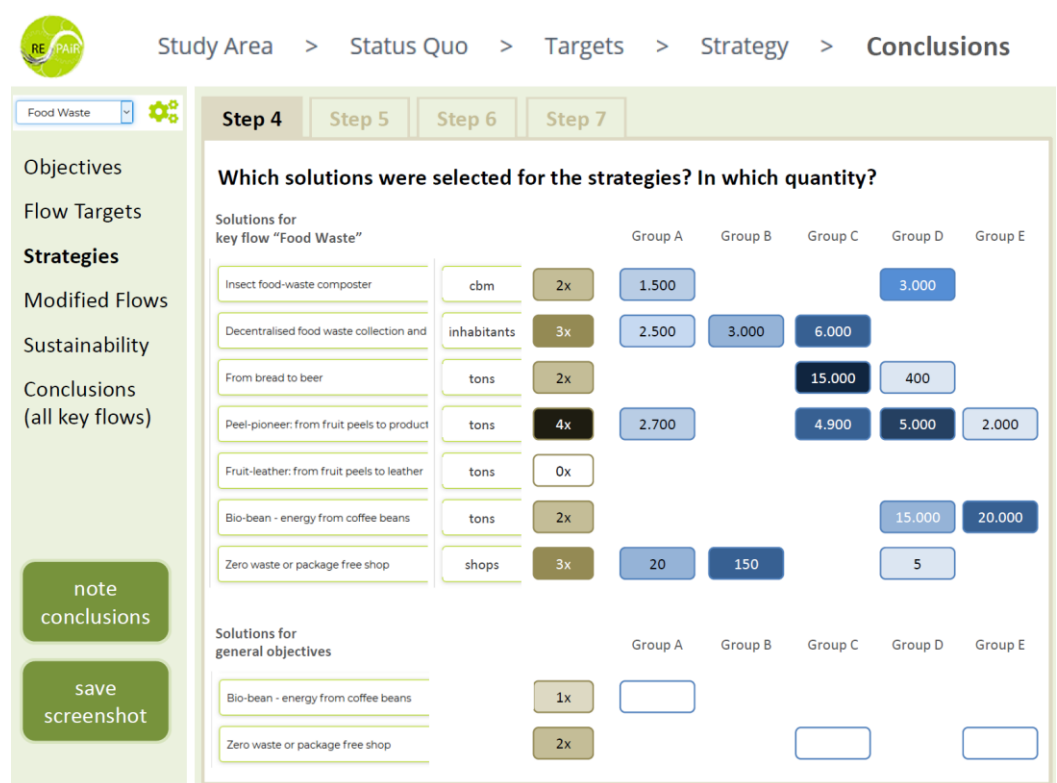 RE PAiR
Study Area > Status Quo > Targets > Strategy > Conclusions
Food Waste
Objectives
Flow Targets
Strategies
Modified Flows
Sustainability
Conclusions
(all key flows)
note
conclusions
save
screenshot
Step 4 Step 5 Step 6 Step 7
Which solutions were selected for the strategies? In which quantity?
Solutions for
key flow “Food Waste” Group A Group B Group C Group D Group E
Insect food-waste composter cbm 2x 1.500 3.000
Decentralised food waste collection and inhabitants 3x 2.500 3.000 6.000
From bread to beer tons 2x 15.000 400
Peel-pioneer: from fruit peels to product tons 4x 2.700 4.900 5.000 2.000
Fruit-leather: from fruit peels to leather tons 0x
Bio-bean - energy from coffee beans tons 2x 15.000 20.000
Zero waste or package free shop shops 3x 20 150 5
Solutions for
general objectives Group A Group B Group C Group D Group E
Bio-bean - energy from coffee beans 1x
Zero waste or package free shop 2x